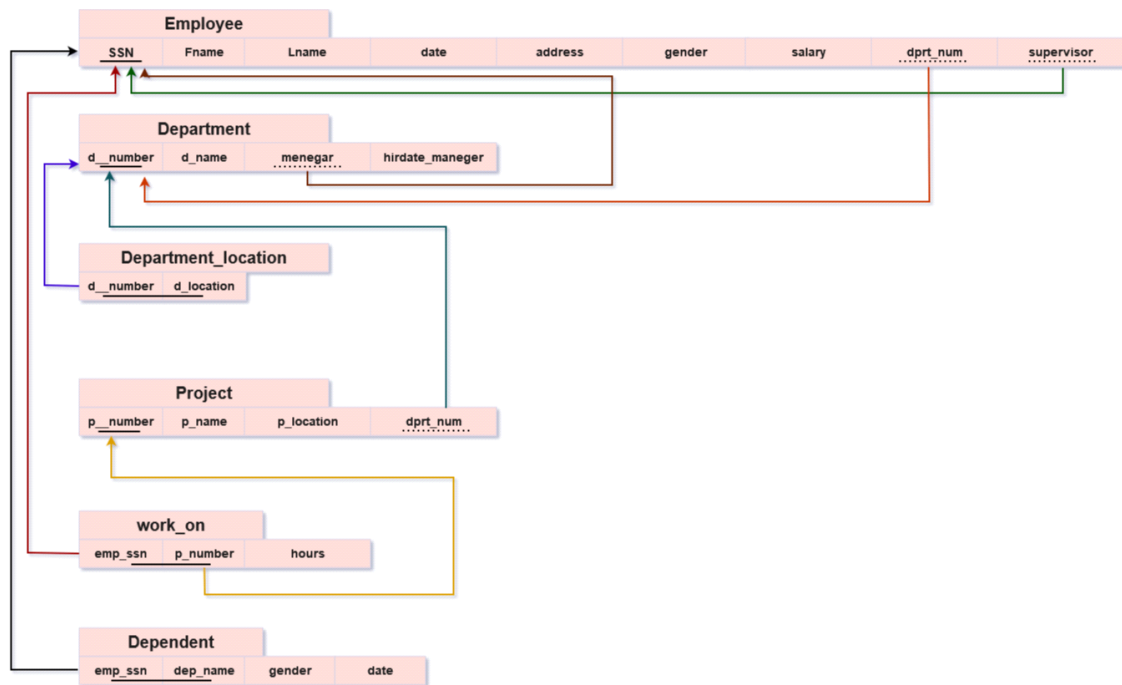 Employee
SSN Fname Lname date address gender salary dprt_num supervisor
Department
d__number d_name menegar hirdate_maneger
Department_location
d__number d_location
Project
p__number p_name p_location dprt_num
work_on
emp_ssn p_number hours
Dependent
emp_ssn dep_name gender date